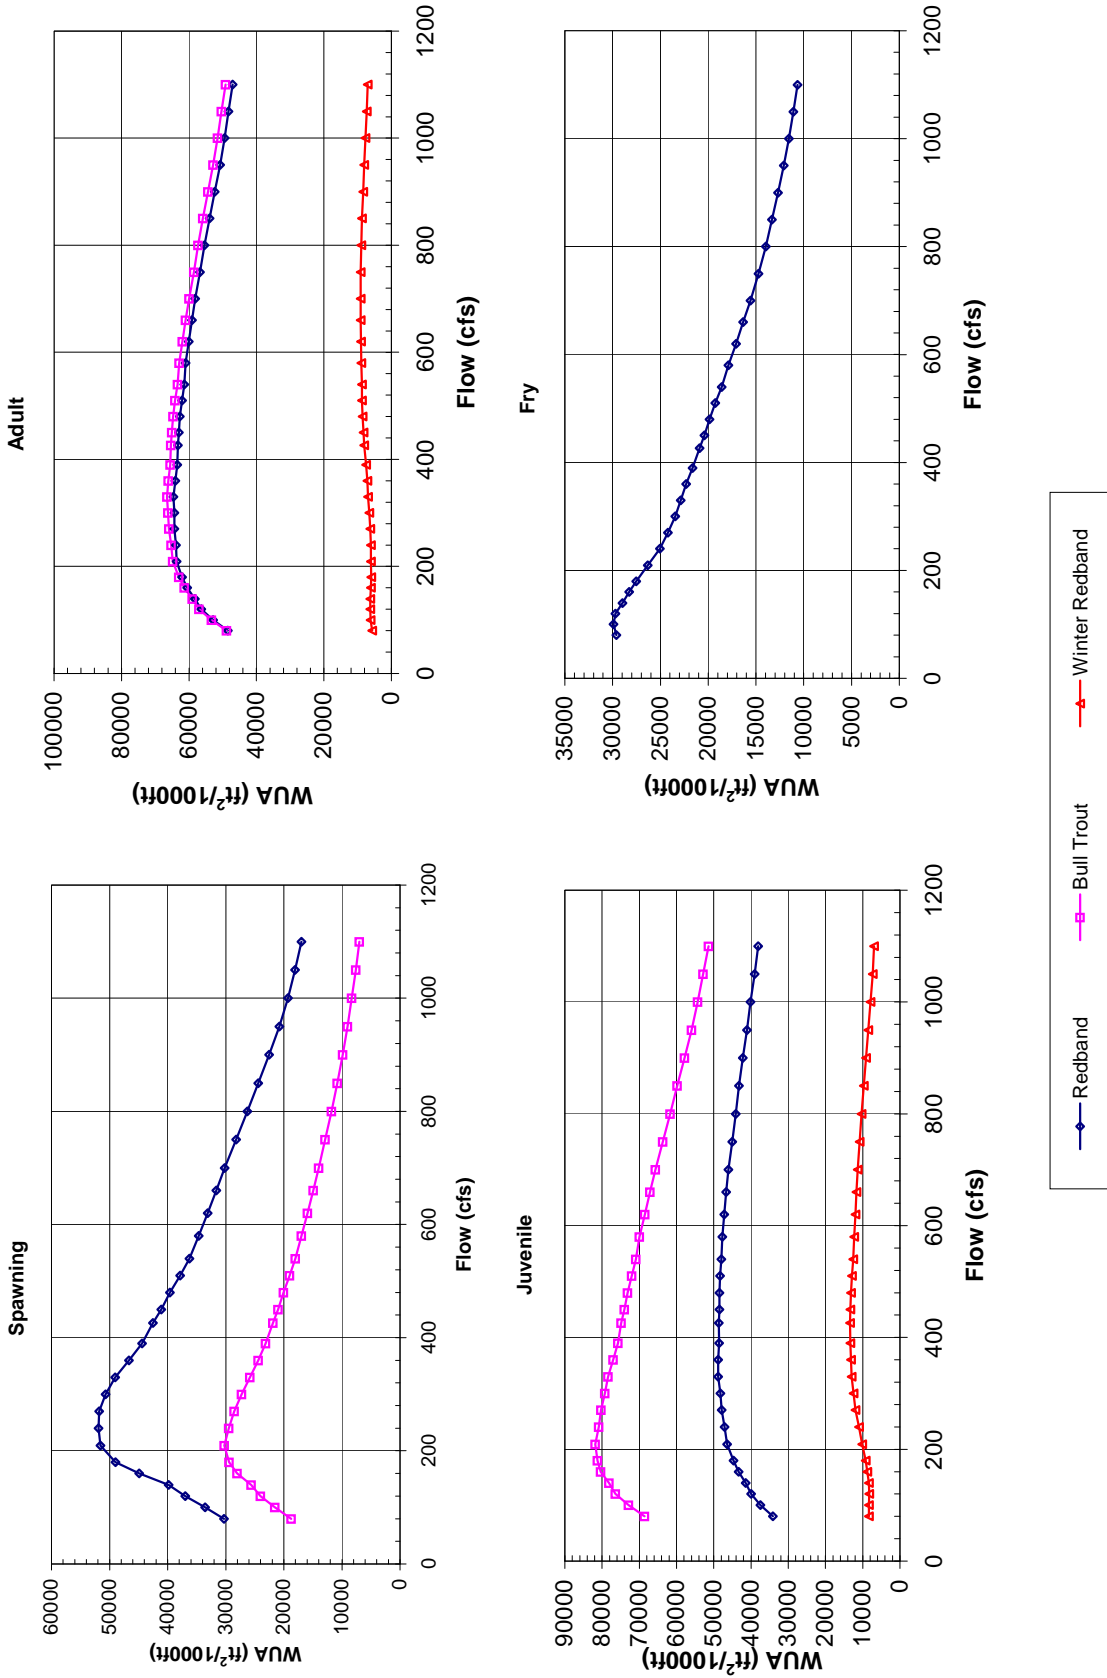 Spawning
60000
50000
40000
30000
20000
10000
0
0 200 400 600 800 1000 1200
WUA (ft²/1000ft)
Flow (cfs)
Adult
100000
80000
60000
40000
20000
0
0 200 400 600 800 1000 1200
WUA (ft²/1000ft)
Flow (cfs)
Juvenile
90000
80000
70000
60000
50000
40000
30000
20000
10000
0
0 200 400 600 800 1000 1200
WUA (ft²/1000ft)
Flow (cfs)
Fry
35000
30000
25000
20000
15000
10000
5000
0
0 200 400 600 800 1000 1200
WUA (ft²/1000ft)
Flow (cfs)
Redband Bull Trout Winter Redband